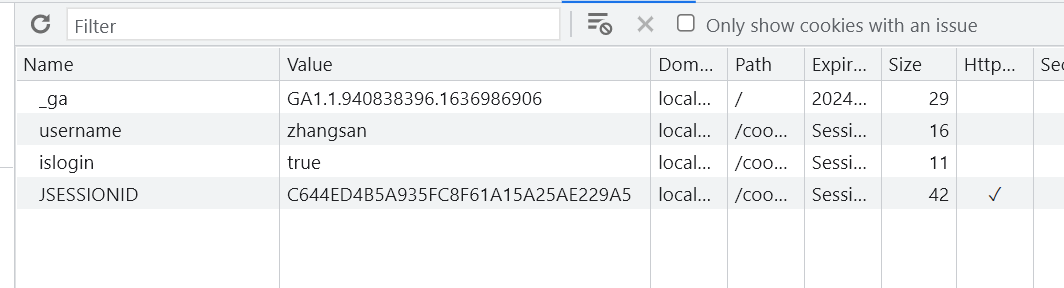 Filter Only show cookies with an issue
Name Value Dom... Path Expir... Size Http... Sec
_ga GA1.1.940838396.1636986906 local... / 2024... 29
username zhangsan local... /coo... Sessi... 16
islogin true local... /coo... Sessi... 11
JSESSIONID C644ED4B5A935FC8F61A15A25AE229A5 local... /coo... Sessi... 42 ✓